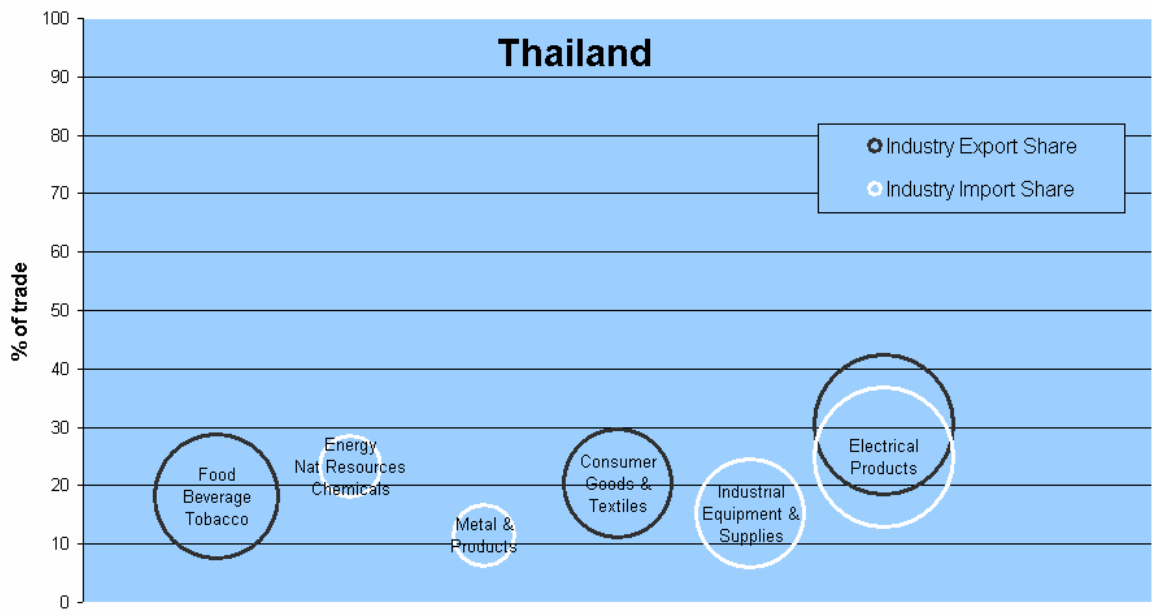 Thailand
100
90
80
70
60
50
40
30
20
10
0
% of trade
Industry Export Share
Industry Import Share
Food
Beverage
Tobacco
Energy
Nat Resources
Chemicals
Metal &
Products
Consumer
Goods &
Textiles
Industrial
Equipment &
Supplies
Electrical
Products